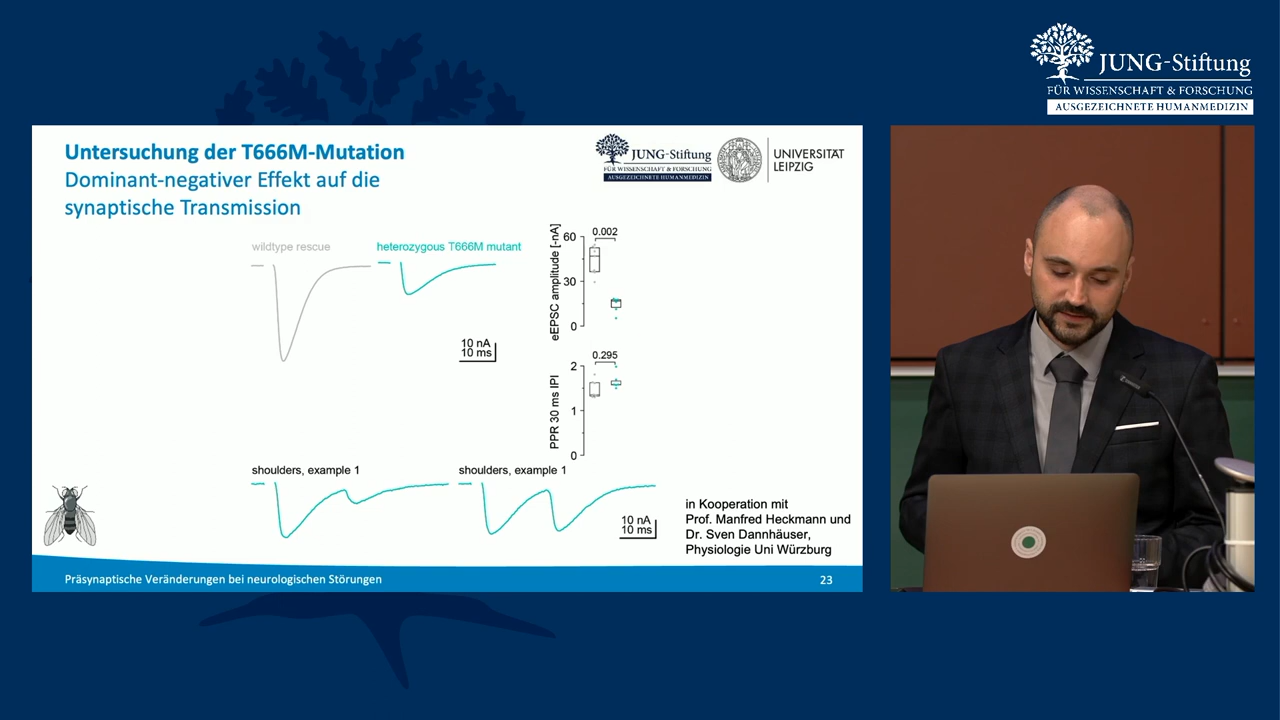 JUNG-Stiftung
FÜR WISSENSCHAFT & FORSCHUNG
AUSGEZEICHNETE HUMANMEDIZIN
Untersuchung der T666M-Mutation
Dominant-negativer Effekt auf die
synaptische Transmission
JUNG-Stiftung
FÜR WISSENSCHAFT & FORSCHUNG
AUSGEZEICHNETE HUMANMEDIZIN
UNIVERSITÄT
LEIPZIG
wildtype rescue
heterozygous T666M mutant
10 nA
10 ms
eEPSC amplitude [-nA]
60
30
0
0.002
PPR 30 ms IPI
2
1
0
0.295
shoulders, example 1
shoulders, example 1
10 nA
10 ms
in Kooperation mit
Prof. Manfred Heckmann und
Dr. Sven Dannhäuser,
Physiologie Uni Würzburg
Präsynaptische Veränderungen bei neurologischen Störungen
23